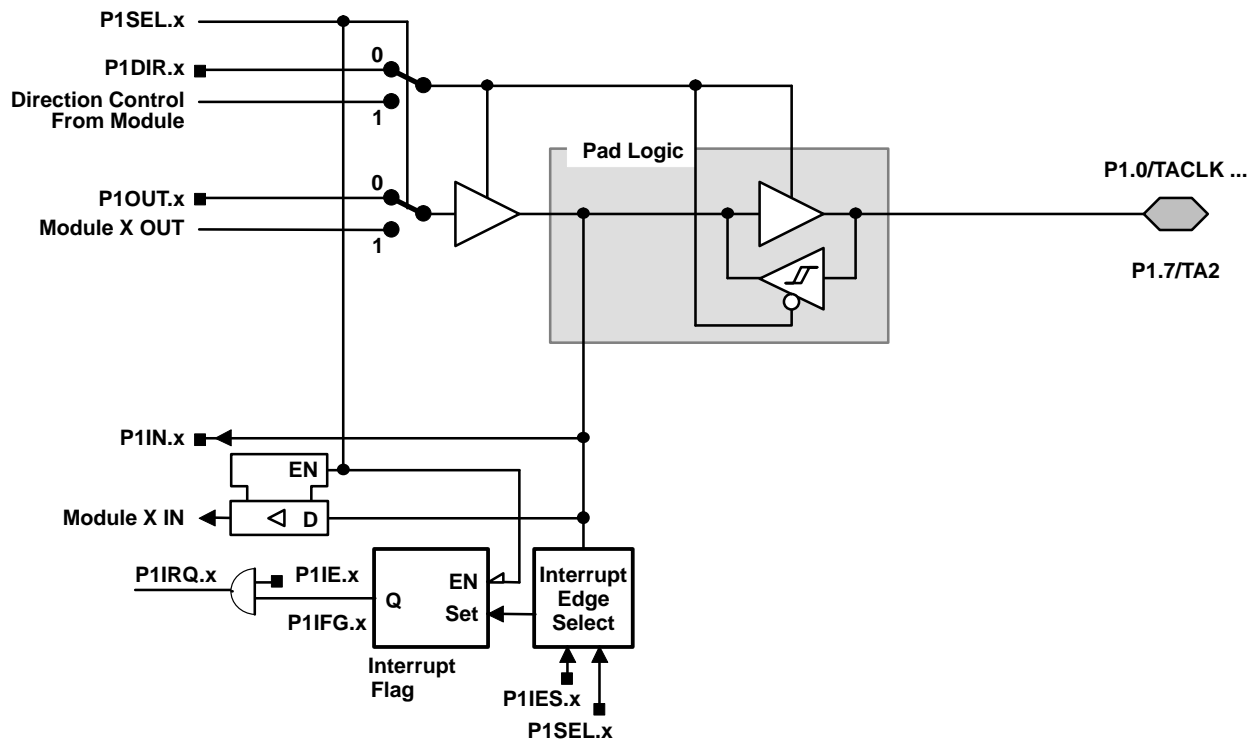 P1SEL.x
0
P1DIR.x
Direction Control
From Module
1
Pad Logic
P1.0/TACLK ...
0
P1OUT.x
Module X OUT
1
P1.7/TA2
P1IN.x
EN
Module X IN
D
P1IRQ.x
P1IE.x
P1IFG.x
Q
EN
Set
Interrupt
Edge
Select
Interrupt
Flag
P1IES.x
P1SEL.x